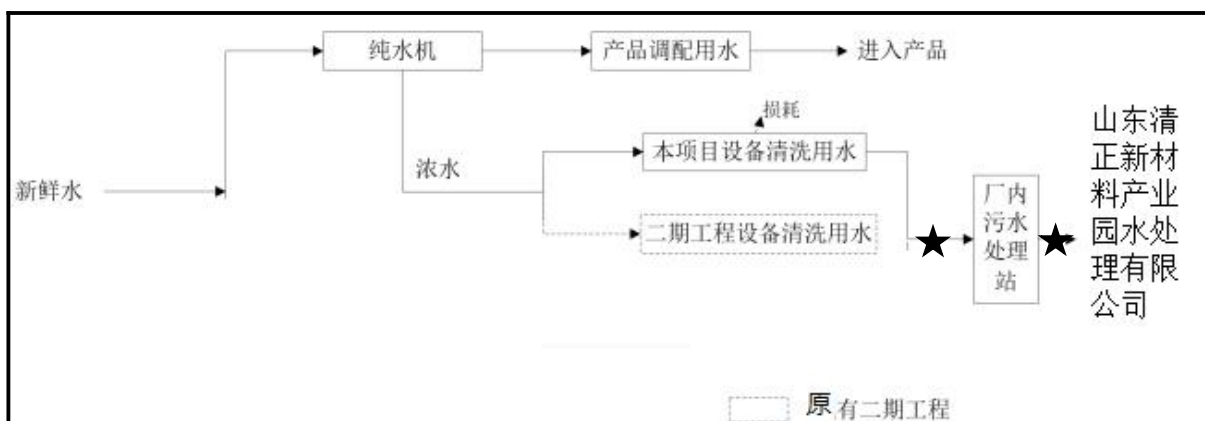 纯水机
产品调配用水
进入产品
损耗
本项目设备清洗用水
浓水
新鲜水
二期工程设备清洗用水
厂内
污水
处理
站
山东清
正新材
料产业
园水处
理有限
公司
原有二期工程